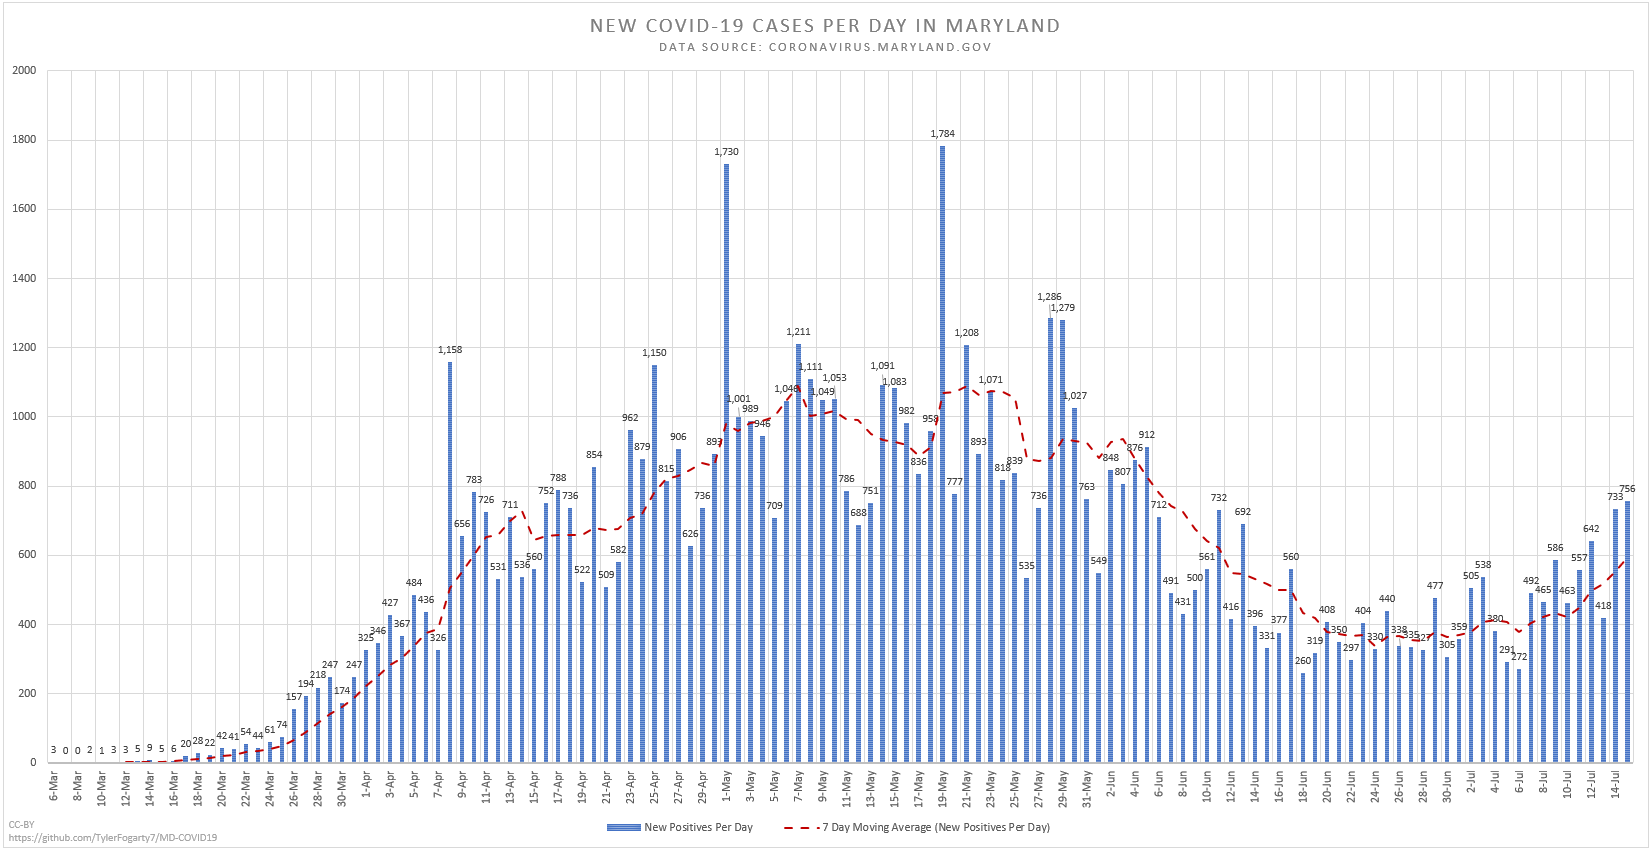 NEW COVID-19 CASES PER DAY IN MARYLAND
DATA SOURCE: CORONAVIRUS.MARYLAND.GOV
2000
1800
1600
1400
1200
1000
800
600
400
200
0
3 0 0 2 1 3 3 5 9 5 6 20 28 22 42 41 54 44 61 74 157 194 218 247 174 247 325 346 427 367 484 436 326 1,158 656 783 726 531 711 536 560 752 788 736 522 854 509 582 962 879 1,150 815 906 626 736 893 1,730 1,001 989 946 709 1,046 1,211 1,111 1,049 1,053 786 688 751 1,091 1,083 982 836 958 1,784 777 1,208 893 1,071 818 839 535 736 1,286 1,279 1,027 763 549 848 807 876 912 712 491 431 500 561 732 416 692 396 331 377 560 260 319 408 350 297 404 330 440 338 335 327 477 305 359 505 538 380 291 272 492 465 586 463 557 642 418 733 756
6-Mar 8-Mar 10-Mar 12-Mar 14-Mar 16-Mar 18-Mar 20-Mar 22-Mar 24-Mar 26-Mar 28-Mar 30-Mar 1-Apr 3-Apr 5-Apr 7-Apr 9-Apr 11-Apr 13-Apr 15-Apr 17-Apr 19-Apr 21-Apr 23-Apr 25-Apr 27-Apr 29-Apr 1-May 3-May 5-May 7-May 9-May 11-May 13-May 15-May 17-May 19-May 21-May 23-May 25-May 27-May 29-May 31-May 2-Jun 4-Jun 6-Jun 8-Jun 10-Jun 12-Jun 14-Jun 16-Jun 18-Jun 20-Jun 22-Jun 24-Jun 26-Jun 28-Jun 30-Jun 2-Jul 4-Jul 6-Jul 8-Jul 10-Jul 12-Jul 14-Jul
New Positives Per Day 7 Day Moving Average (New Positives Per Day)
CC-BY
https://github.com/TylerFogarty7/MD-COVID19